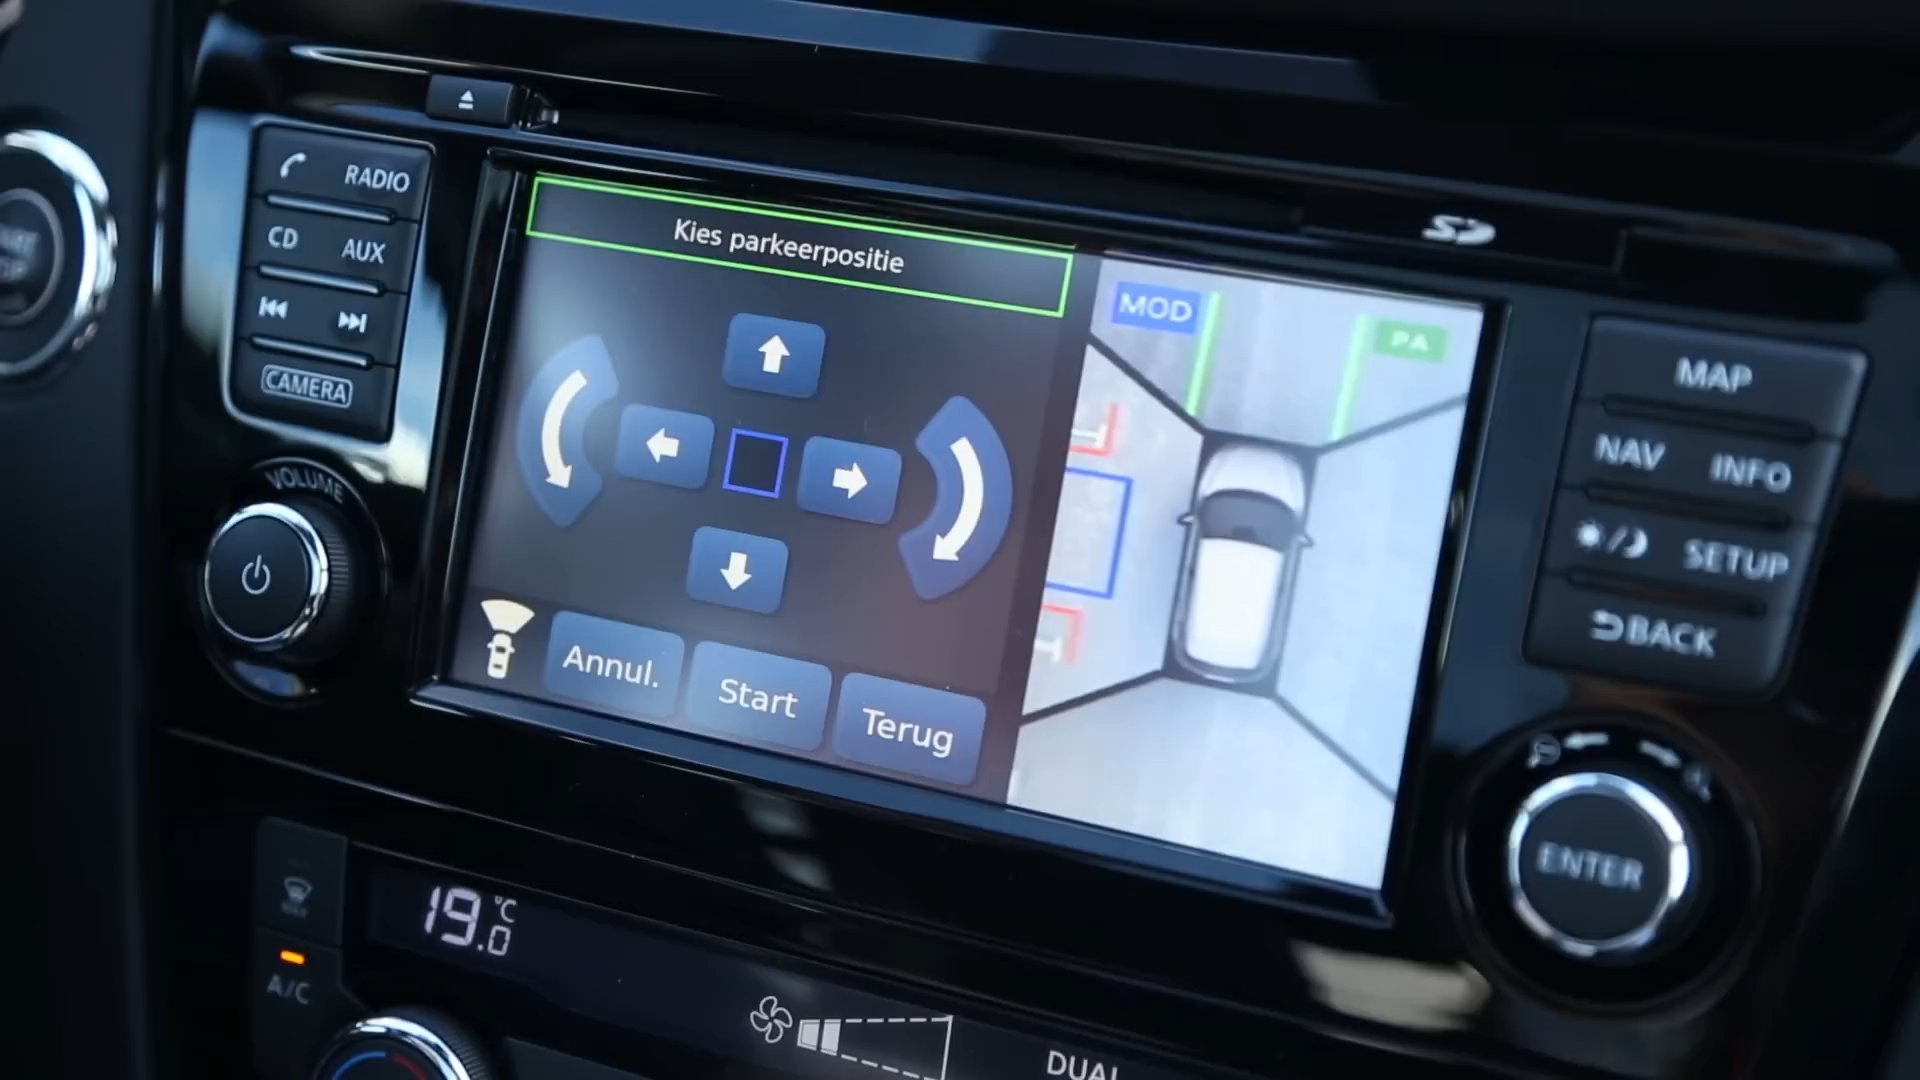 RADIO
CD AUX
CAMERA
VOLUME
Kies parkeerpositie
Annul.
Start
Terug
MOD
PA
MAP
NAV INFO
SETUP
BACK
ENTER
19.0 °C
A/C
DUAL